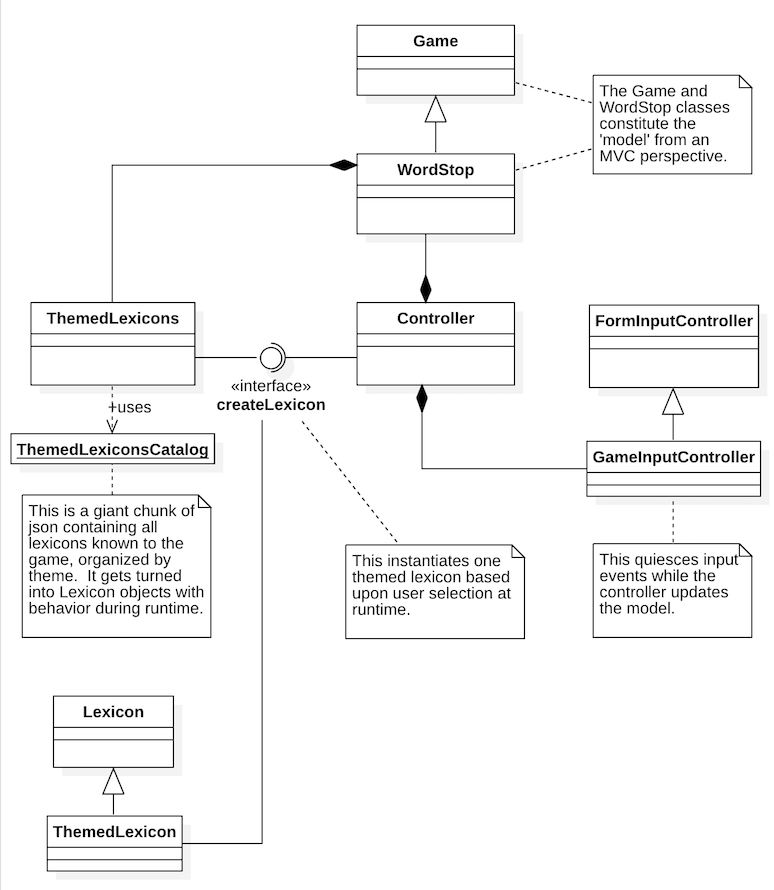 Game
The Game and
WordStop classes
constitute the
'model' from an
MVC perspective.
WordStop
ThemedLexicons
Controller
FormInputController
«interface»
createLexicon
+uses
ThemedLexiconsCatalog
GameInputController
This is a giant chunk of
json containing all
lexicons known to the
game, organized by
theme.  It gets turned
into Lexicon objects with
behavior during runtime.
This instantiates one
themed lexicon based
upon user selection at
runtime.
This quiesces input
events while the
controller updates
the model.
Lexicon
ThemedLexicon